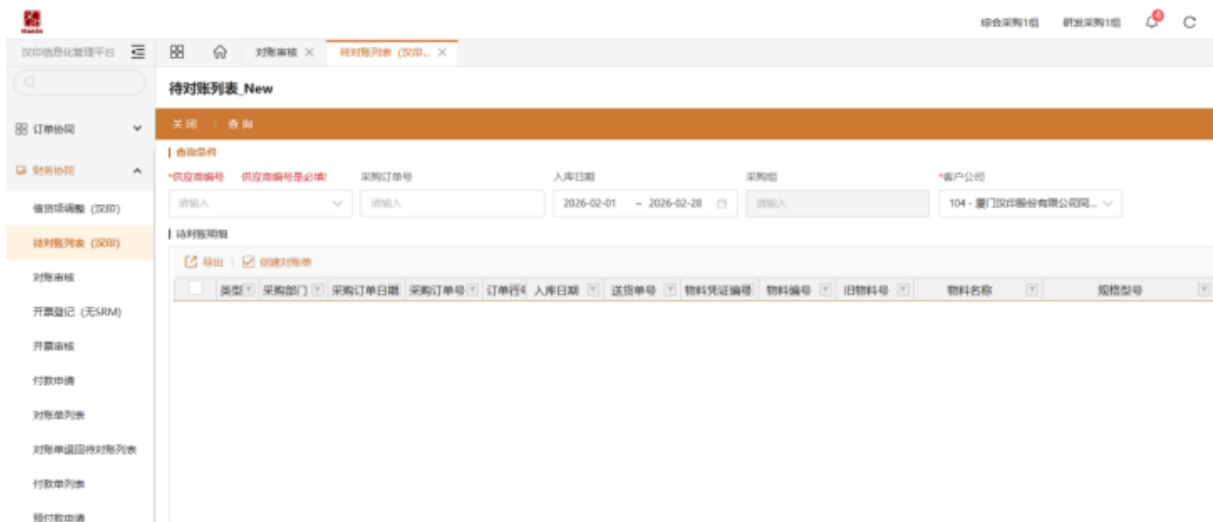 Hanin
综合采购1组 研发采购1组 4
汉印信息化管理平台 对账审核 待对账列表 (汉印...
待对账列表_New
订单协同
关闭 查询
查询条件
财务协同
*供应商编号 供应商编号是必填! 采购订单号 入库日期 采购组 *客户公司
请输入 请输入 2026-02-01 ~ 2026-02-28 请输入 104 - 厦门汉印股份有限公司同...
借货项调整 (汉印)
待对账明细
待对账列表 (汉印)
导出 创建对账单
对账审核
类型 采购部门 采购订单日期 采购订单号 订单行号 入库日期 送货单号 物料凭证编号 物料编号 旧物料号 物料名称 规格型号
开票登记 (无SRM)
开票审核
付款申请
对账单列表
对账单退回待对账列表
付款单列表
预付款申请